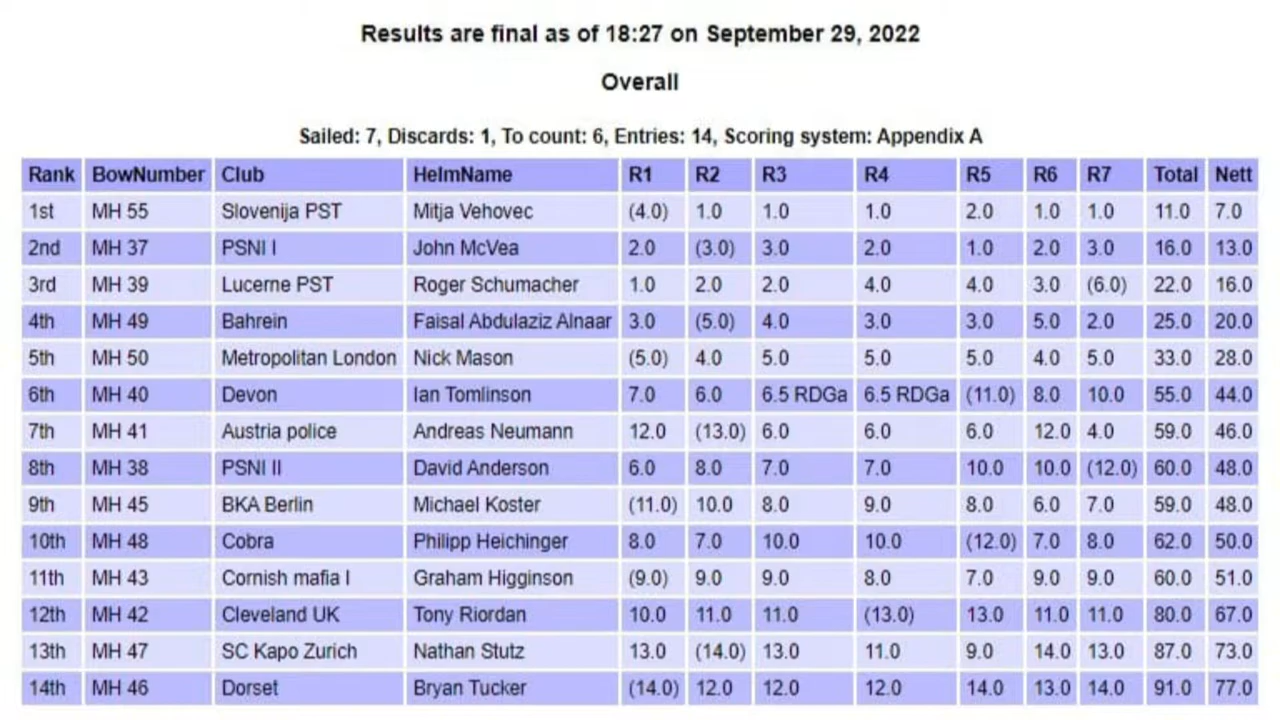 Results are final as of 18:27 on September 29, 2022
Overall
Sailed: 7, Discards: 1, To count: 6, Entries: 14, Scoring system: Appendix A
Rank BowNumber Club HelmName R1 R2 R3 R4 R5 R6 R7 Total Nett
1st MH 55 Slovenija PST Mitja Vehovec (4.0) 1.0 1.0 1.0 2.0 1.0 1.0 11.0 7.0
2nd MH 37 PSNI I John McVea 2.0 (3.0) 3.0 2.0 1.0 2.0 3.0 16.0 13.0
3rd MH 39 Lucerne PST Roger Schumacher 1.0 2.0 2.0 4.0 4.0 3.0 (6.0) 22.0 16.0
4th MH 49 Bahrein Faisal Abdulaziz Alnaar 3.0 (5.0) 4.0 3.0 3.0 5.0 2.0 25.0 20.0
5th MH 50 Metropolitan London Nick Mason (5.0) 4.0 5.0 5.0 5.0 4.0 5.0 33.0 28.0
6th MH 40 Devon Ian Tomlinson 7.0 6.0 6.5 RDGa 6.5 RDGa (11.0) 8.0 10.0 55.0 44.0
7th MH 41 Austria police Andreas Neumann 12.0 (13.0) 6.0 6.0 6.0 12.0 4.0 59.0 46.0
8th MH 38 PSNI II David Anderson 6.0 8.0 7.0 7.0 10.0 10.0 (12.0) 60.0 48.0
9th MH 45 BKA Berlin Michael Koster (11.0) 10.0 8.0 9.0 8.0 6.0 7.0 59.0 48.0
10th MH 48 Cobra Philipp Heichinger 8.0 7.0 10.0 10.0 (12.0) 7.0 8.0 62.0 50.0
11th MH 43 Cornish mafia I Graham Higginson (9.0) 9.0 9.0 8.0 7.0 9.0 9.0 60.0 51.0
12th MH 42 Cleveland UK Tony Riordan 10.0 11.0 11.0 (13.0) 13.0 11.0 11.0 80.0 67.0
13th MH 47 SC Kapo Zurich Nathan Stutz 13.0 (14.0) 13.0 11.0 9.0 14.0 13.0 87.0 73.0
14th MH 46 Dorset Bryan Tucker (14.0) 12.0 12.0 12.0 14.0 13.0 14.0 91.0 77.0